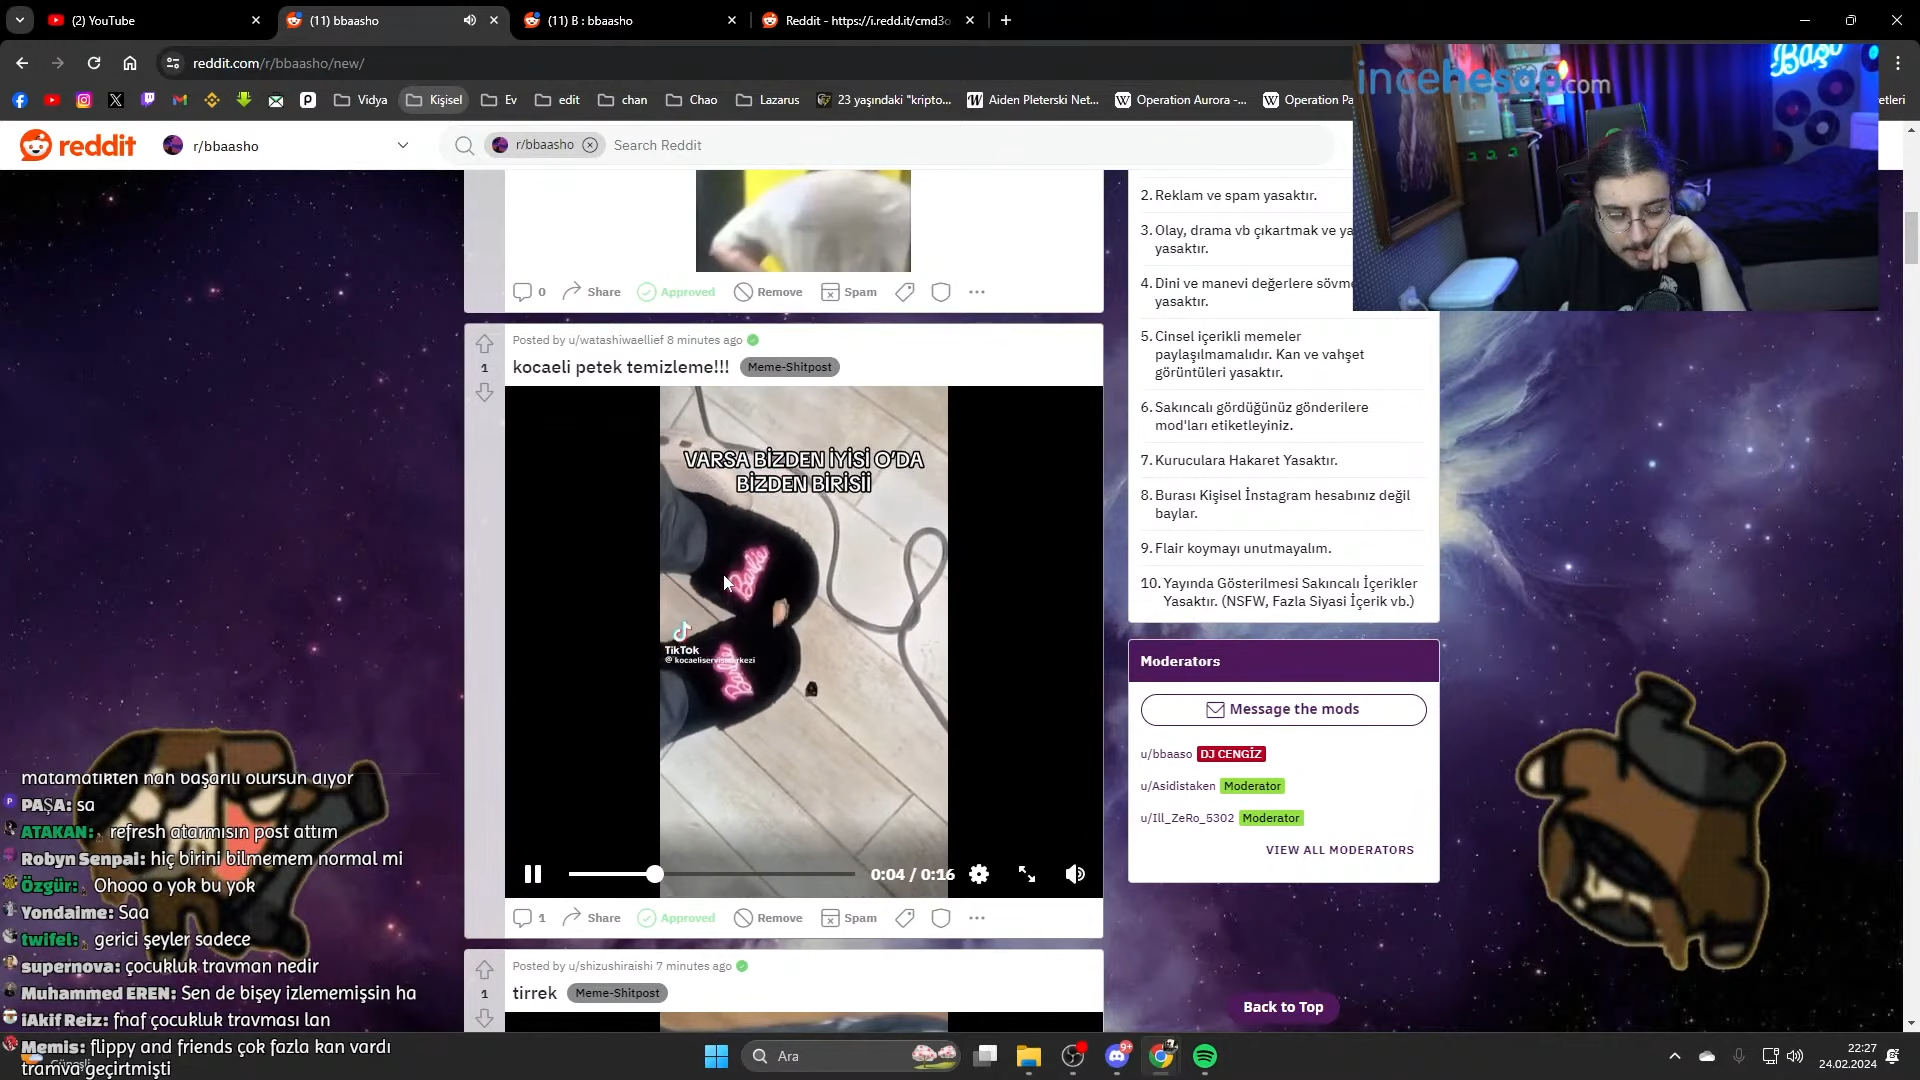 (2) YouTube
(11) bbaasho
(11) B : bbaasho
Reddit - https://i.redd.it/cmd3o
reddit.com/r/bbaasho/new/
Vidya
Kişisel
Ev
edit
chan
Chao
Lazarus
23 yaşındaki "kripto...
Aiden Pleterski Net...
Operation Aurora -...
Operation Pa
etleri
incehesap.com
Başo
reddit
r/bbaasho
r/bbaasho
Search Reddit
2. Reklam ve spam yasaktır.
3. Olay, drama vb çıkartmak ve ya
yasaktır.
4. Dini ve manevi değerlere sövme
yasaktır.
5. Cinsel içerikli memeler
paylaşılmamalıdır. Kan ve vahşet
görüntüleri yasaktır.
6. Sakıncalı gördüğünüz gönderilere
mod'ları etiketleyiniz.
7. Kuruculara Hakaret Yasaktır.
8. Burası Kişisel İnstagram hesabınız değil
baylar.
9. Flair koymayı unutmayalım.
10. Yayında Gösterilmesi Sakıncalı İçerikler
Yasaktır. (NSFW, Fazla Siyasi İçerik vb.)
0 Share Approved Remove Spam
Posted by u/watashiwaellief 8 minutes ago
1
kocaeli petek temizleme!!! Meme-Shitpost
VARSA BİZDEN İYİSİ O'DA
BİZDEN BİRİSİİ
Barbie
Barbie
TikTok
0:04 / 0:16
1 Share Approved Remove Spam
Posted by u/shizushiraishi 7 minutes ago
1
tirrek Meme-Shitpost
Moderators
Message the mods
u/bbaaso DJ CENGİZ
u/Asidistaken Moderator
u/Ill_ZeRo_5302 Moderator
VIEW ALL MODERATORS
Back to Top
matamatikten nah başarılı olursun diyor
PAŞA: sa
ATAKAN: refresh atarmısın post attım
Robyn Senpai: hiç birini bilmemem normal mi
Özgür: Ohooo o yok bu yok
Yondaime: Saa
twifel: gerici şeyler sadece
supernova: çocukluk travman nedir
Muhammed EREN: Sen de bişey izlememişsin ha
iAkif Reiz: fnaf çocukluk travması lan
Memis: flippy and friends çok fazla kan vardı
tramva geçirtmişti
Ara
9+
22:27
24.02.2024